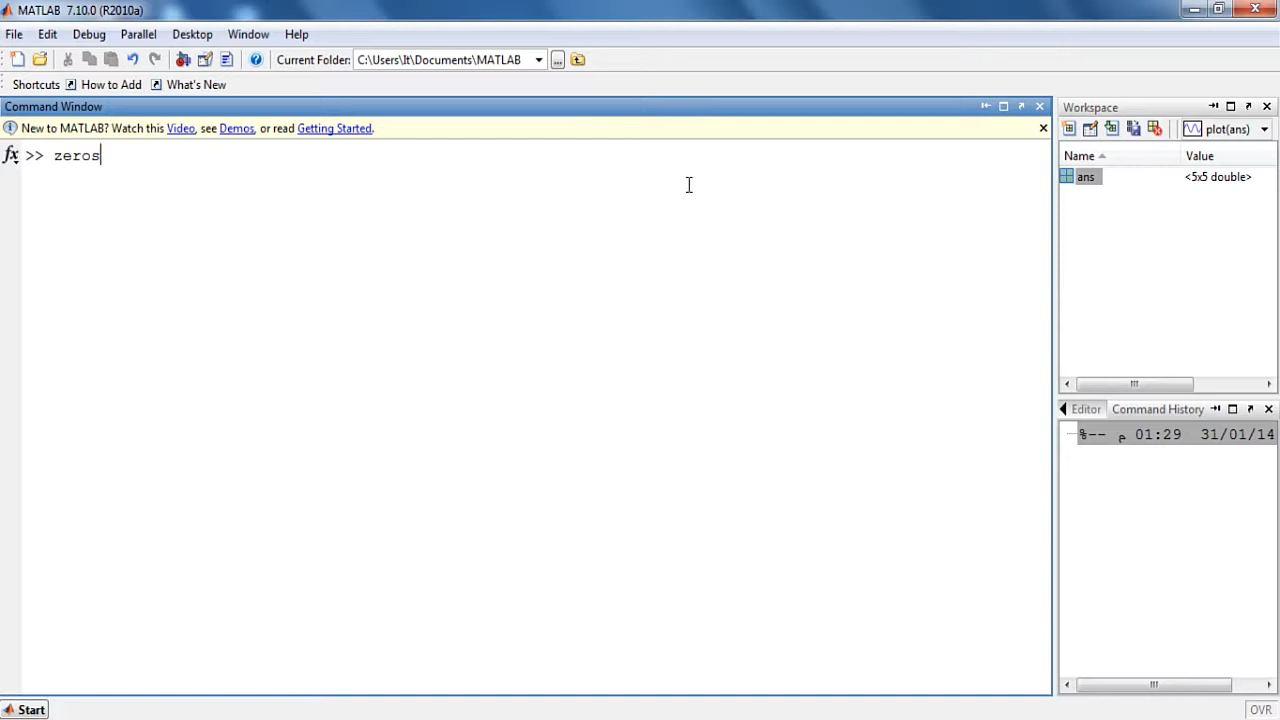 MATLAB 7.10.0 (R2010a)
File Edit Debug Parallel Desktop Window Help
Current Folder: C:\Users\It\Documents\MATLAB ...
Shortcuts How to Add What's New
Command Window
New to MATLAB? Watch this Video, see Demos, or read Getting Started.
fx >> zeros
Workspace
plot(ans)
Name Value
ans <5x5 double>
Editor Command History
%-- م 01:29 31/01/14
Start
OVR